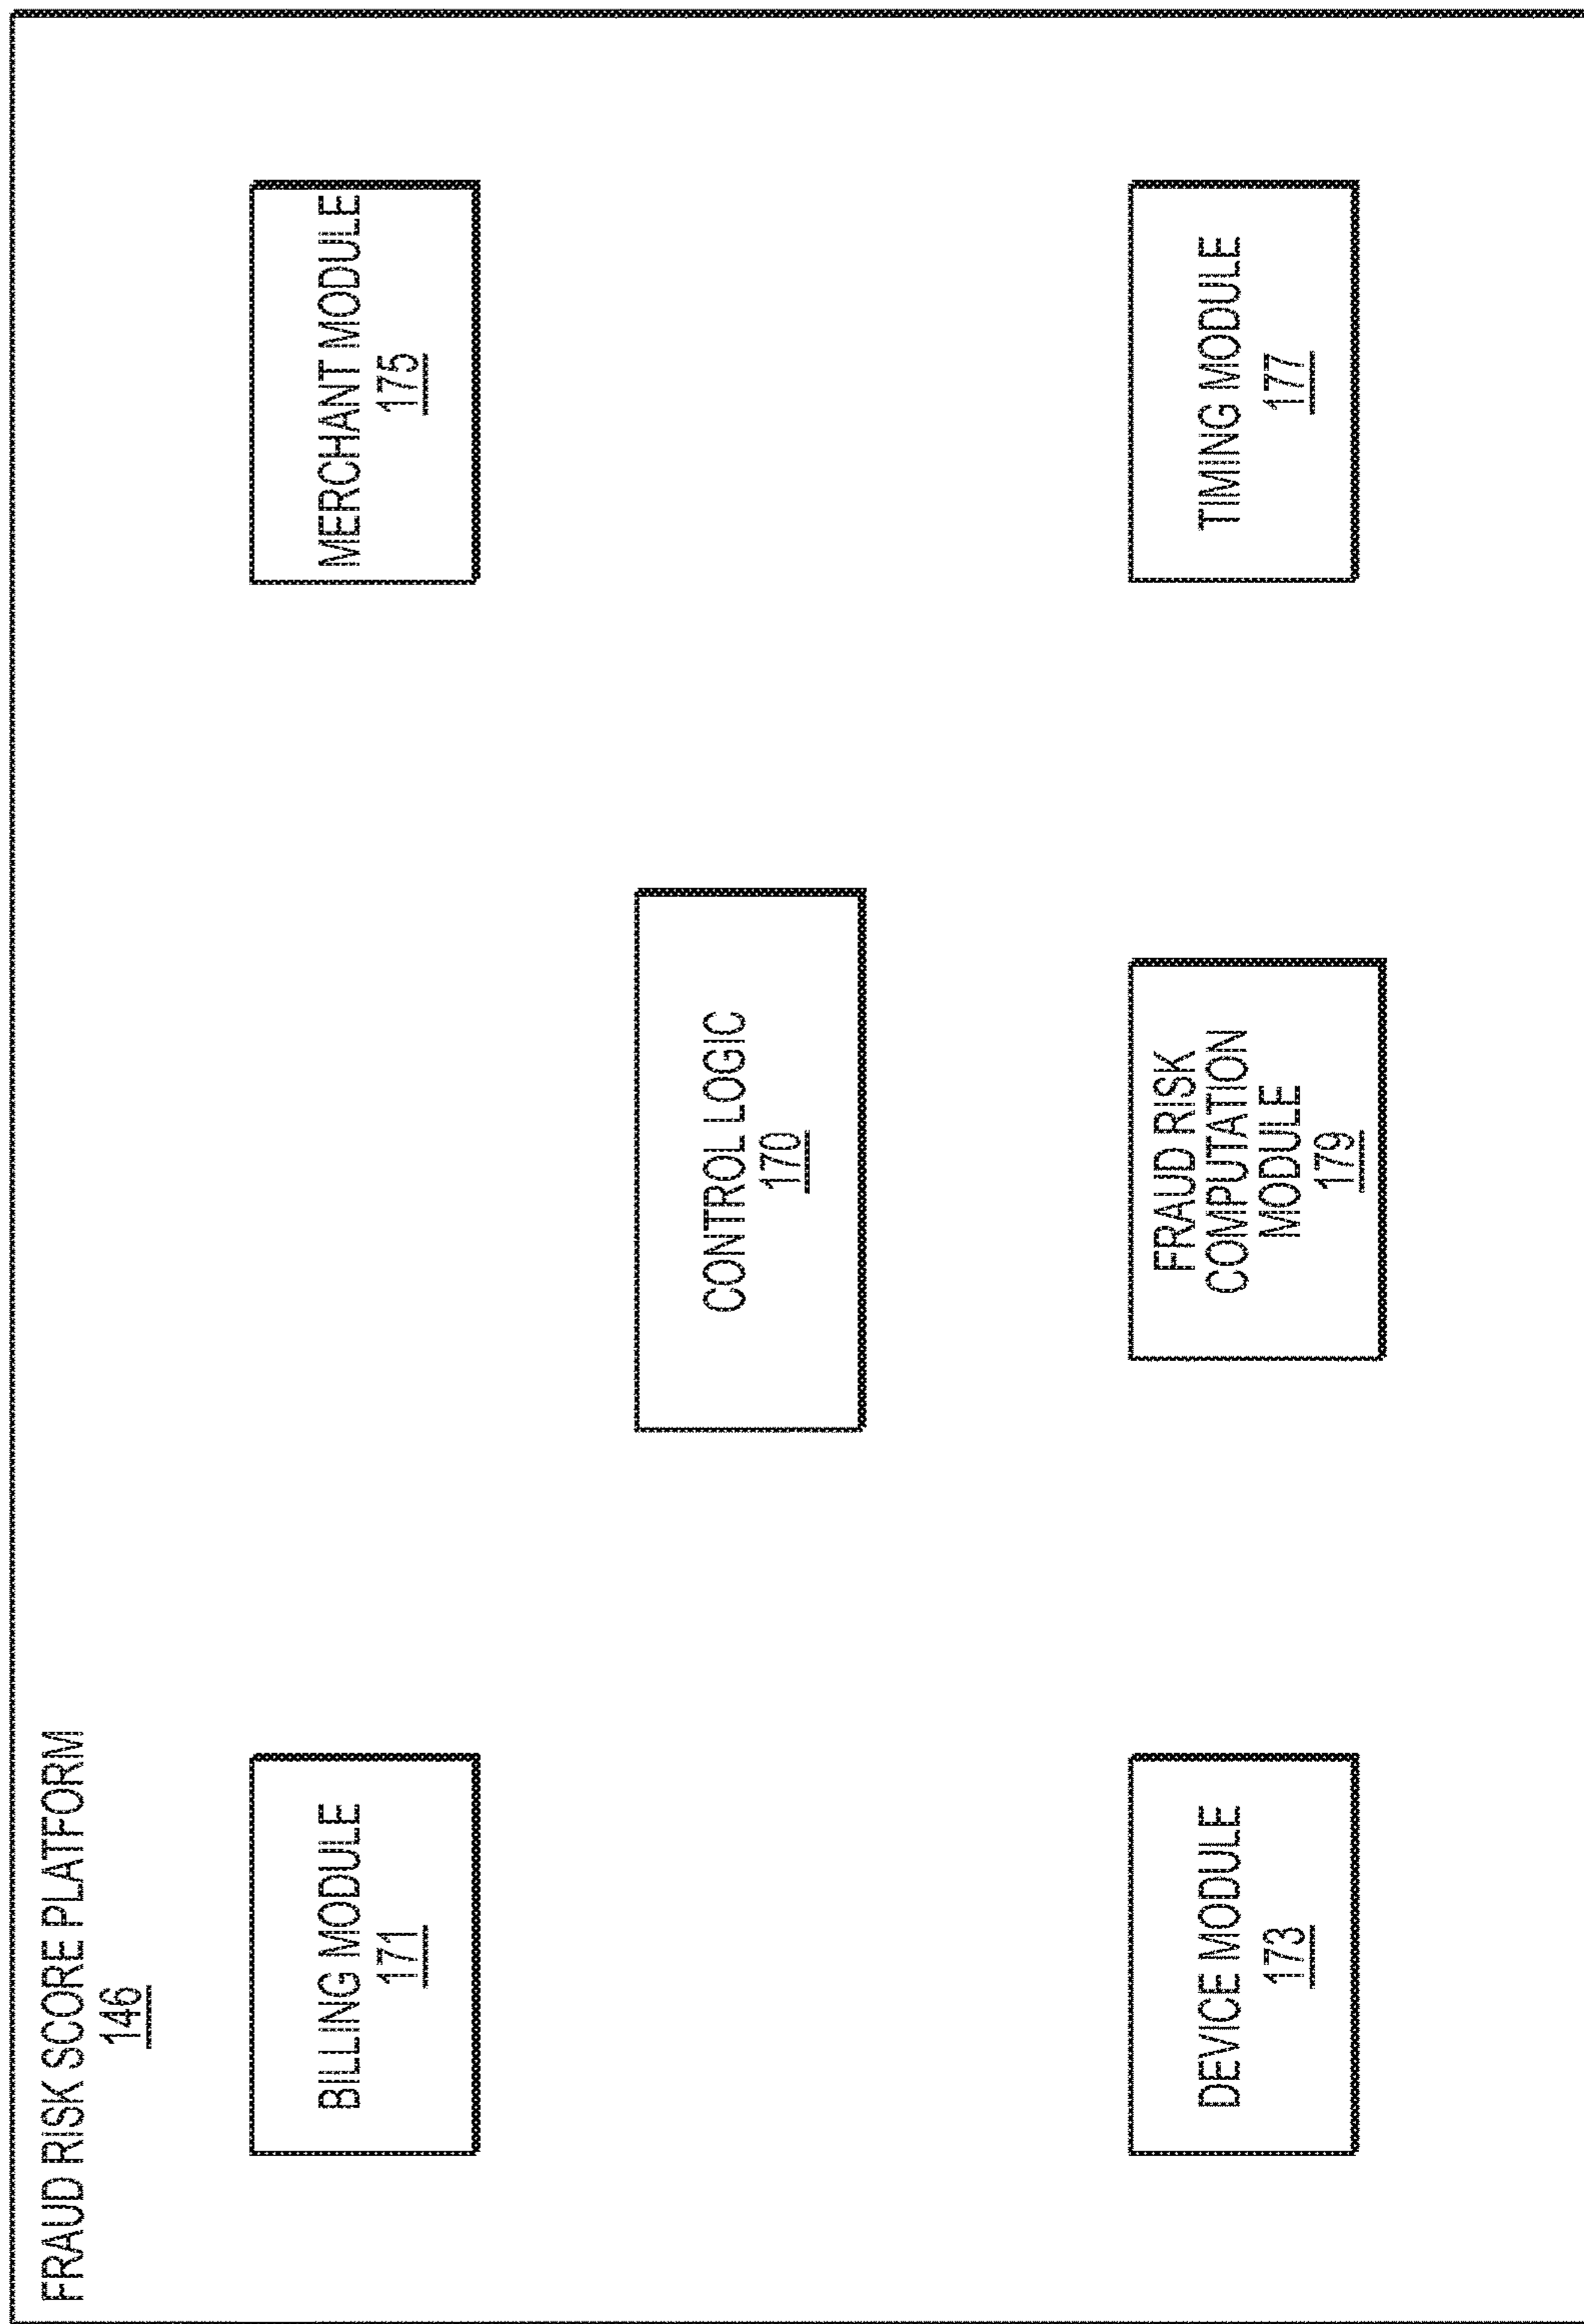 FRAUD RISK SCORE PLATFORM
146
BILLING MODULE
171
MERCHANT MODULE
175
CONTROL LOGIC
170
DEVICE MODULE
173
FRAUD RISK
COMPUTATION
MODULE
179
TIMING MODULE
177